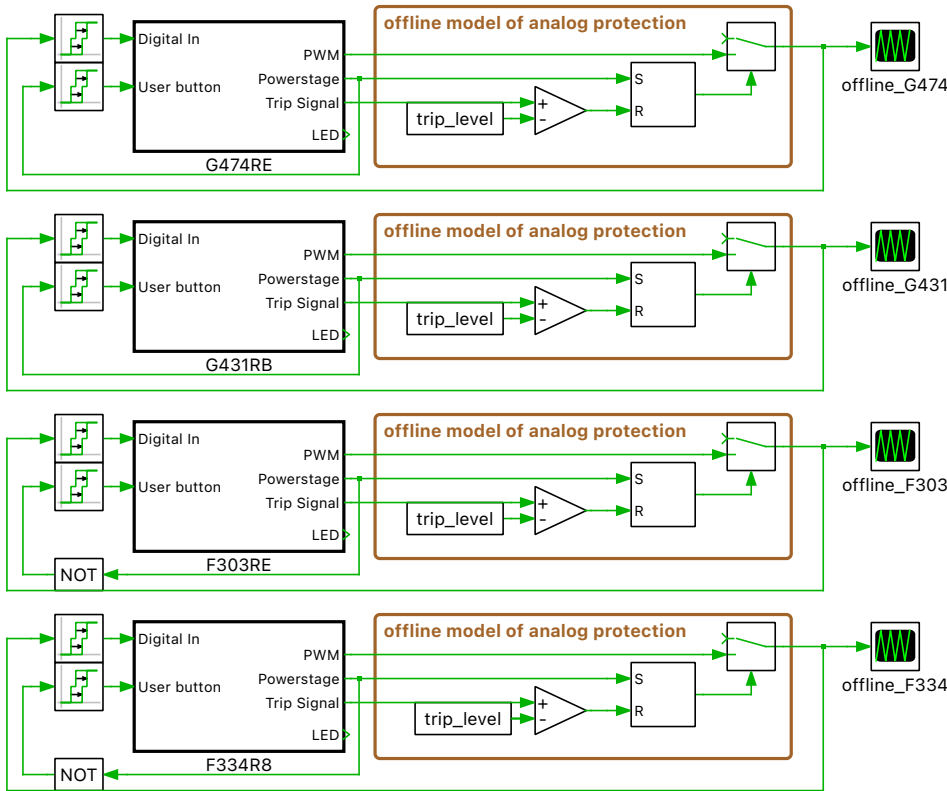 offline model of analog protection
Digital In
PWM
offline_G474
User button
Powerstage
S
Trip Signal
+
trip_level
-
R
LED
G474RE
offline model of analog protection
Digital In
PWM
offline_G431
User button
Powerstage
S
Trip Signal
+
trip_level
-
R
LED
G431RB
offline model of analog protection
Digital In
PWM
offline_F303
User button
Powerstage
S
Trip Signal
+
trip_level
-
R
LED
F303RE
NOT
offline model of analog protection
Digital In
PWM
offline_F334
User button
Powerstage
S
Trip Signal
+
trip_level
-
R
LED
F334R8
NOT